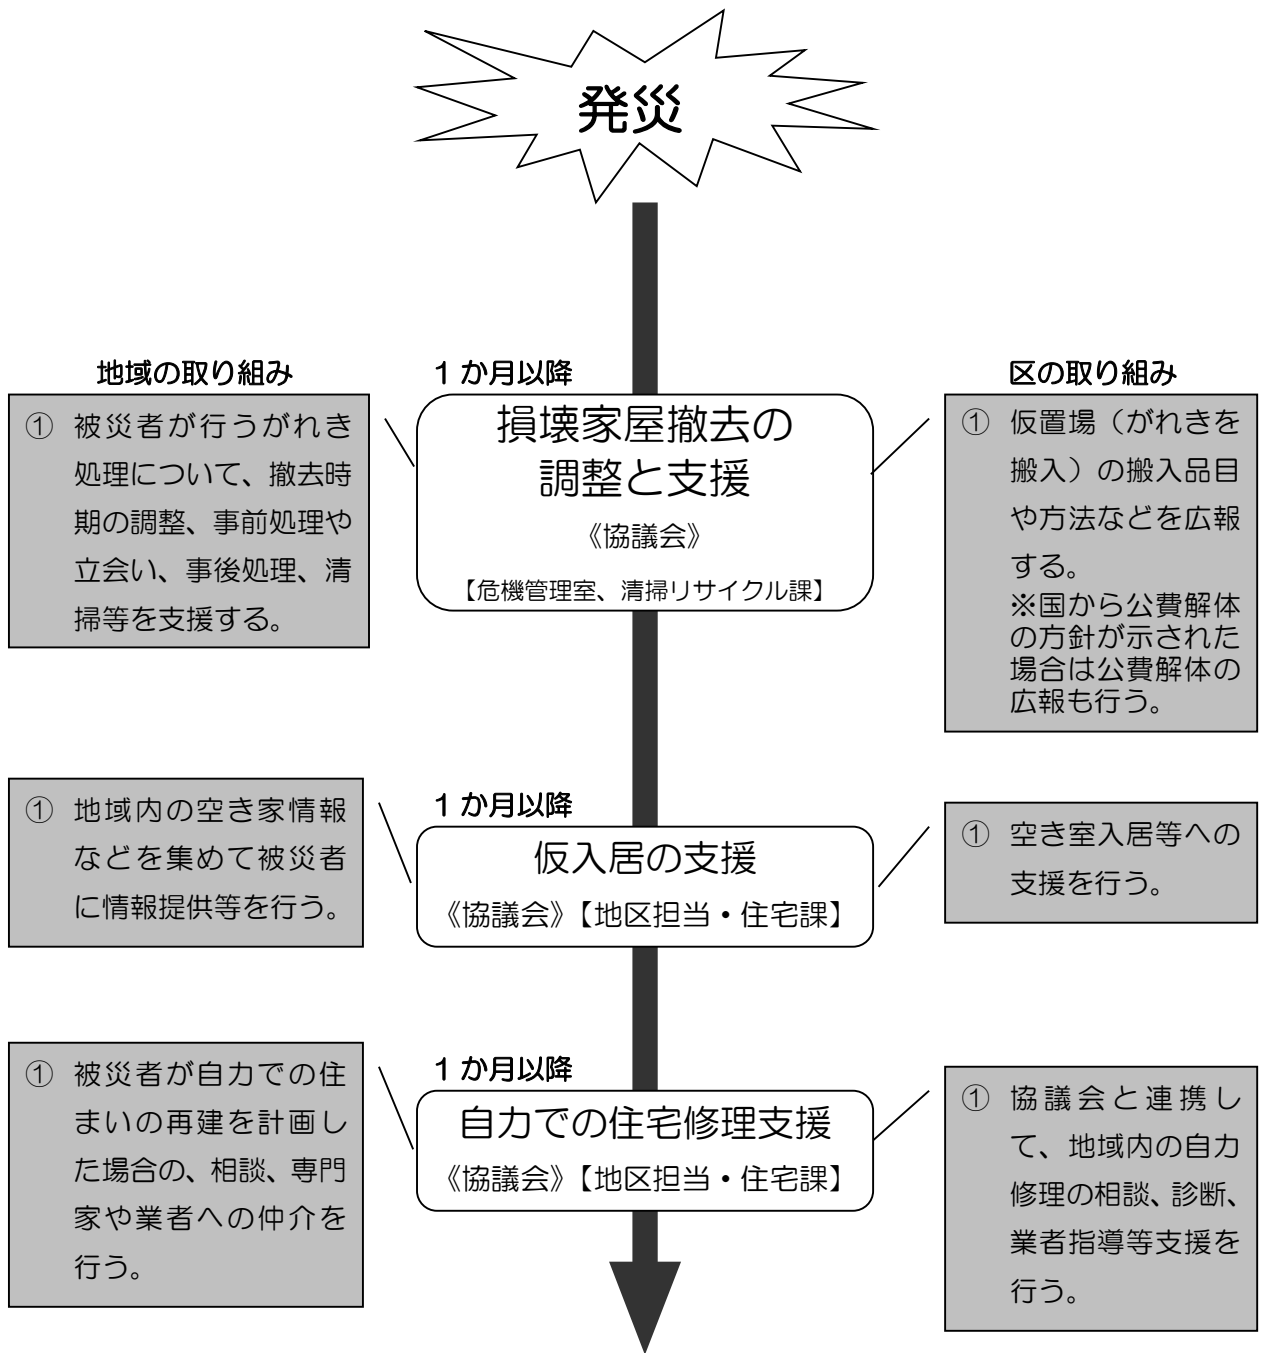 発災
地域の取り組み
1か月以降
区の取り組み
① 被災者が行うがれき
処理について、撤去時
期の調整、事前処理や
立会い、事後処理、清
掃等を支援する。
損壊家屋撤去の
調整と支援
《協議会》
【危機管理室、清掃リサイクル課】
① 仮置場(がれきを
搬入)の搬入品目
や方法などを広報
する。
※国から公費解体
の方針が示された
場合は公費解体の
広報も行う。
① 地域内の空き家情報
などを集めて被災者
に情報提供等を行う。
1か月以降
仮入居の支援
《協議会》【地区担当・住宅課】
① 空き室入居等への
支援を行う。
① 被災者が自力での住
まいの再建を計画し
た場合の、相談、専門
家や業者への仲介を
行う。
1か月以降
自力での住宅修理支援
《協議会》【地区担当・住宅課】
① 協議会と連携し
て、地域内の自力
修理の相談、診断、
業者指導等支援を
行う。